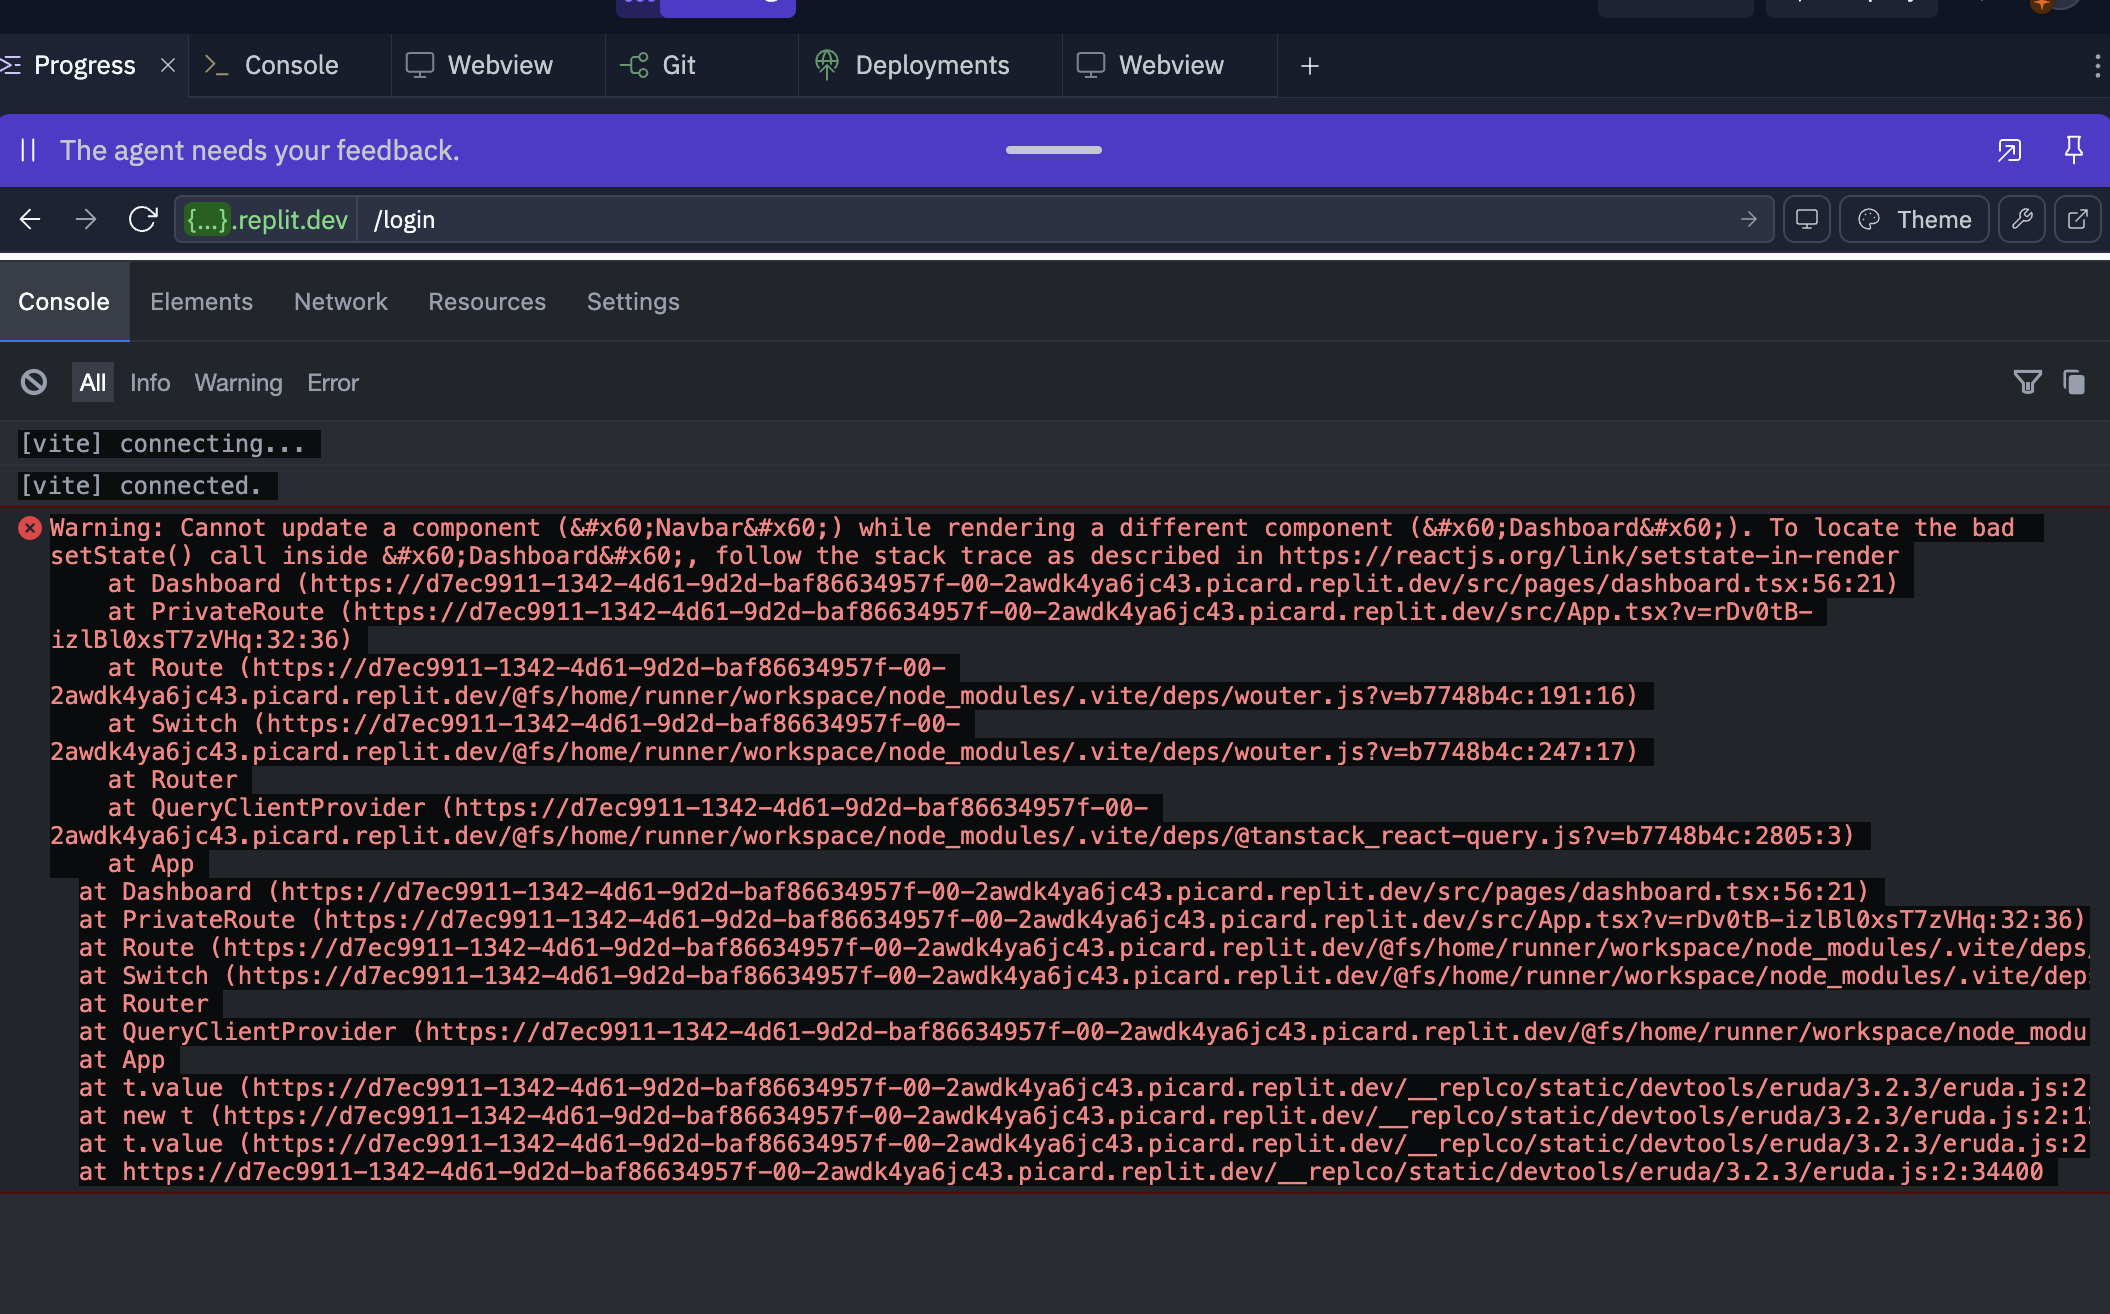 Progress
Console
Webview
Git
Deployments
Webview
The agent needs your feedback.
{...}.replit.dev
/login
Theme
Console
Elements
Network
Resources
Settings
All
Info
Warning
Error
[vite] connecting...
[vite] connected.
Warning: Cannot update a component (&#x60;Navbar&#x60;) while rendering a different component (&#x60;Dashboard&#x60;). To locate the bad
setState() call inside &#x60;Dashboard&#x60;, follow the stack trace as described in https://reactjs.org/link/setstate-in-render
at Dashboard (https://d7ec9911-1342-4d61-9d2d-baf86634957f-00-2awdk4ya6jc43.picard.replit.dev/src/pages/dashboard.tsx:56:21)
at PrivateRoute (https://d7ec9911-1342-4d61-9d2d-baf86634957f-00-2awdk4ya6jc43.picard.replit.dev/src/App.tsx?v=rDv0tB-
izlBl0xsT7zVHq:32:36)
at Route (https://d7ec9911-1342-4d61-9d2d-baf86634957f-00-
2awdk4ya6jc43.picard.replit.dev/@fs/home/runner/workspace/node_modules/.vite/deps/wouter.js?v=b7748b4c:191:16)
at Switch (https://d7ec9911-1342-4d61-9d2d-baf86634957f-00-
2awdk4ya6jc43.picard.replit.dev/@fs/home/runner/workspace/node_modules/.vite/deps/wouter.js?v=b7748b4c:247:17)
at Router
at QueryClientProvider (https://d7ec9911-1342-4d61-9d2d-baf86634957f-00-
2awdk4ya6jc43.picard.replit.dev/@fs/home/runner/workspace/node_modules/.vite/deps/@tanstack_react-query.js?v=b7748b4c:2805:3)
at App
at Dashboard (https://d7ec9911-1342-4d61-9d2d-baf86634957f-00-2awdk4ya6jc43.picard.replit.dev/src/pages/dashboard.tsx:56:21)
at PrivateRoute (https://d7ec9911-1342-4d61-9d2d-baf86634957f-00-2awdk4ya6jc43.picard.replit.dev/src/App.tsx?v=rDv0tB-izlBl0xsT7zVHq:32:36)
at Route (https://d7ec9911-1342-4d61-9d2d-baf86634957f-00-2awdk4ya6jc43.picard.replit.dev/@fs/home/runner/workspace/node_modules/.vite/deps/
at Switch (https://d7ec9911-1342-4d61-9d2d-baf86634957f-00-2awdk4ya6jc43.picard.replit.dev/@fs/home/runner/workspace/node_modules/.vite/dep
at Router
at QueryClientProvider (https://d7ec9911-1342-4d61-9d2d-baf86634957f-00-2awdk4ya6jc43.picard.replit.dev/@fs/home/runner/workspace/node_modu
at App
at t.value (https://d7ec9911-1342-4d61-9d2d-baf86634957f-00-2awdk4ya6jc43.picard.replit.dev/__replco/static/devtools/eruda/3.2.3/eruda.js:2
at new t (https://d7ec9911-1342-4d61-9d2d-baf86634957f-00-2awdk4ya6jc43.picard.replit.dev/__replco/static/devtools/eruda/3.2.3/eruda.js:2:1
at t.value (https://d7ec9911-1342-4d61-9d2d-baf86634957f-00-2awdk4ya6jc43.picard.replit.dev/__replco/static/devtools/eruda/3.2.3/eruda.js:2
at https://d7ec9911-1342-4d61-9d2d-baf86634957f-00-2awdk4ya6jc43.picard.replit.dev/__replco/static/devtools/eruda/3.2.3/eruda.js:2:34400